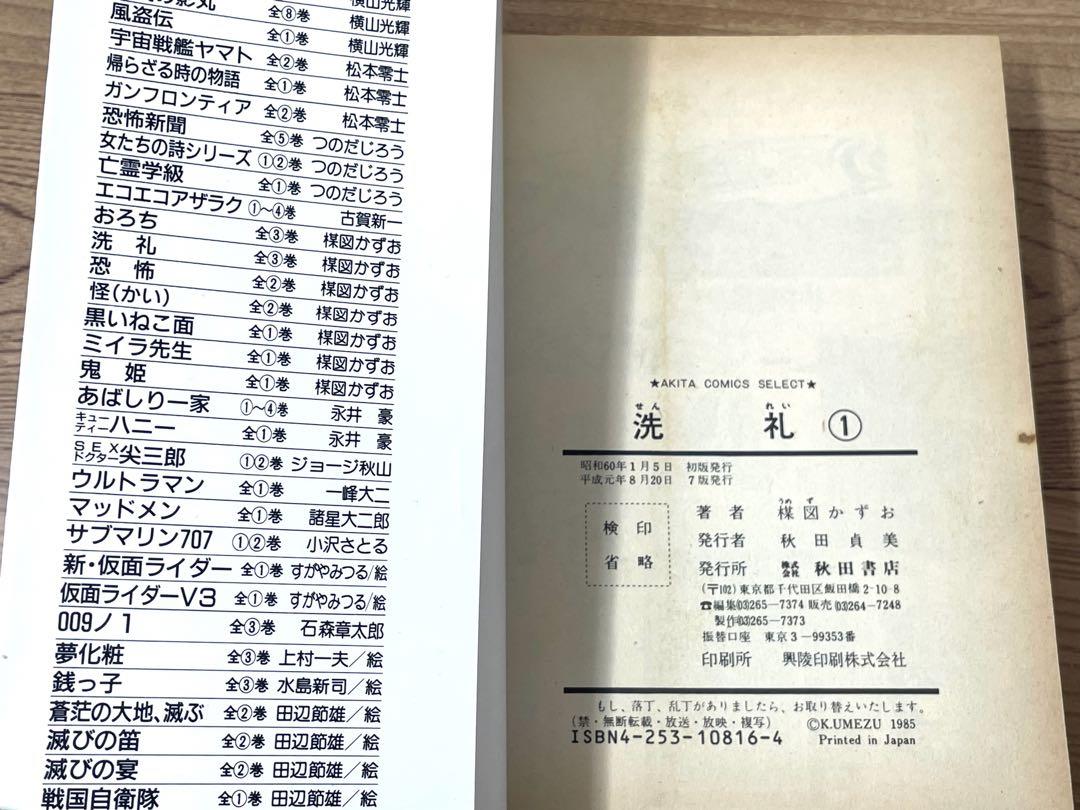 影丸 全⑧巻 横山光輝
風盗伝 全①巻 横山光輝
宇宙戦艦ヤマト 全②巻 松本零士
帰らざる時の物語 全①巻 松本零士
ガンフロンティア 全②巻 松本零士
恐怖新聞 全⑤巻 つのだじろう
女たちの詩シリーズ ①②巻 つのだじろう
亡霊学級 全①巻 つのだじろう
エコエコアザラク ①〜④巻 古賀新一
おろち 全③巻 楳図かずお
洗礼 全③巻 楳図かずお
恐怖 全②巻 楳図かずお
怪(かい) 全②巻 楳図かずお
黒いねこ面 全①巻 楳図かずお
ミイラ先生 全①巻 楳図かずお
鬼姫 全①巻 楳図かずお
あばしり一家 ①〜④巻 永井豪
キューティーハニー 全①巻 永井豪
SEXドクター尖三郎 ①②巻 ジョージ秋山
ウルトラマン 全①巻 一峰大二
マッドメン 全①巻 諸星大二郎
サブマリン707 ①②巻 小沢さとる
新・仮面ライダー 全①巻 すがやみつる/絵
仮面ライダーV3 全①巻 すがやみつる/絵
009ノ1 全③巻 石森章太郎
夢化粧 全③巻 上村一夫/絵
銭っ子 全③巻 水島新司/絵
蒼茫の大地、滅ぶ 全②巻 田辺節雄/絵
滅びの笛 全②巻 田辺節雄/絵
滅びの宴 全②巻 田辺節雄/絵
戦国自衛隊 全①巻 田辺節雄/絵
★AKITA COMICS SELECT★
せん れい
洗礼 ①
昭和60年1月5日 初版発行
平成元年8月20日 7版発行
検印
省略
うめず
著者 楳図かずお
発行者 秋田貞美
発行所 株式会社 秋田書店
(〒102)東京都千代田区飯田橋2-10-8
☎編集(03)265-7374 販売(03)264-7248
製作(03)265-7373
振替口座 東京3-99353番
印刷所 興陵印刷株式会社
もし、落丁、乱丁がありましたら、お取り替えいたします。
(禁・無断転載・放送・放映・複写) ©K.UMEZU 1985
ISBN4-253-10816-4 Printed in Japan